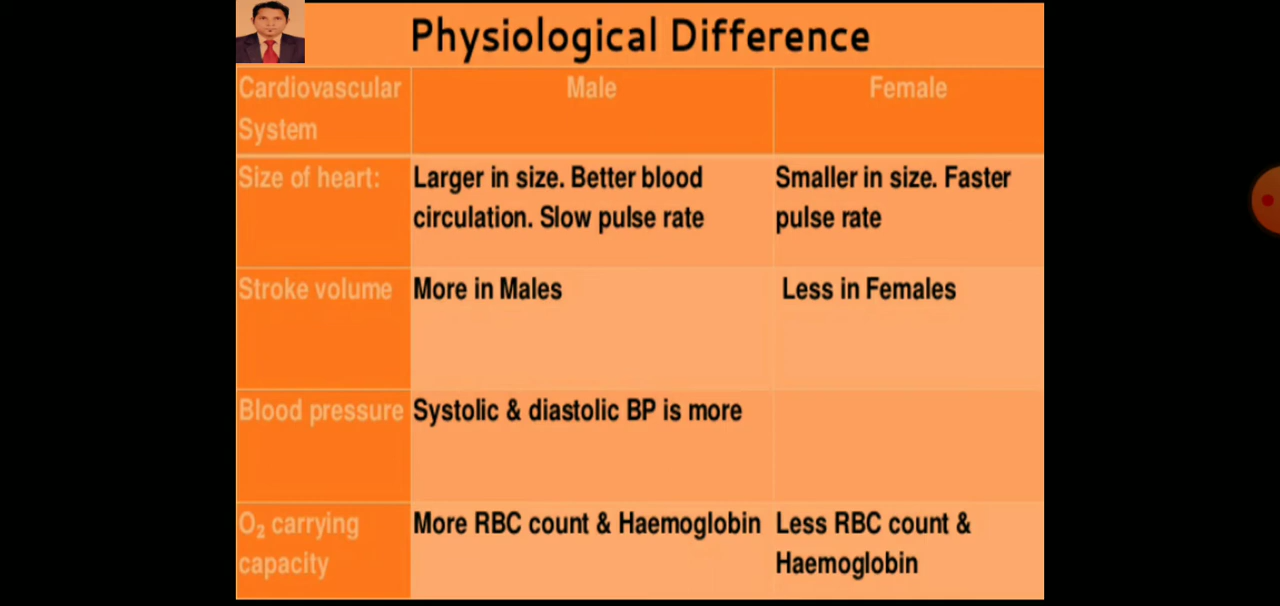 Physiological Difference
Cardiovascular System
Male
Female
Size of heart:
Larger in size. Better blood
circulation. Slow pulse rate
Smaller in size. Faster
pulse rate
Stroke volume
More in Males
Less in Females
Blood pressure
Systolic & diastolic BP is more
O₂ carrying
capacity
More RBC count & Haemoglobin
Less RBC count &
Haemoglobin